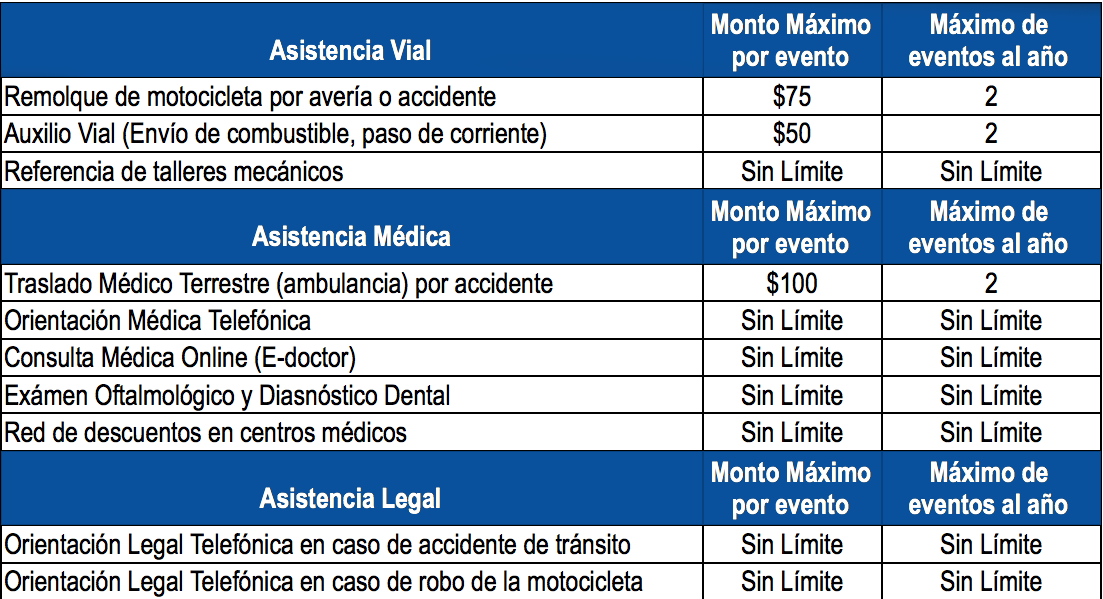 Asistencia Vial Monto Máximo por evento Máximo de eventos al año
Remolque de motocicleta por avería o accidente $75 2
Auxilio Vial (Envío de combustible, paso de corriente) $50 2
Referencia de talleres mecánicos Sin Límite Sin Límite
Asistencia Médica Monto Máximo por evento Máximo de eventos al año
Traslado Médico Terrestre (ambulancia) por accidente $100 2
Orientación Médica Telefónica Sin Límite Sin Límite
Consulta Médica Online (E-doctor) Sin Límite Sin Límite
Exámen Oftalmológico y Diasnóstico Dental Sin Límite Sin Límite
Red de descuentos en centros médicos Sin Límite Sin Límite
Asistencia Legal Monto Máximo por evento Máximo de eventos al año
Orientación Legal Telefónica en caso de accidente de tránsito Sin Límite Sin Límite
Orientación Legal Telefónica en caso de robo de la motocicleta Sin Límite Sin Límite